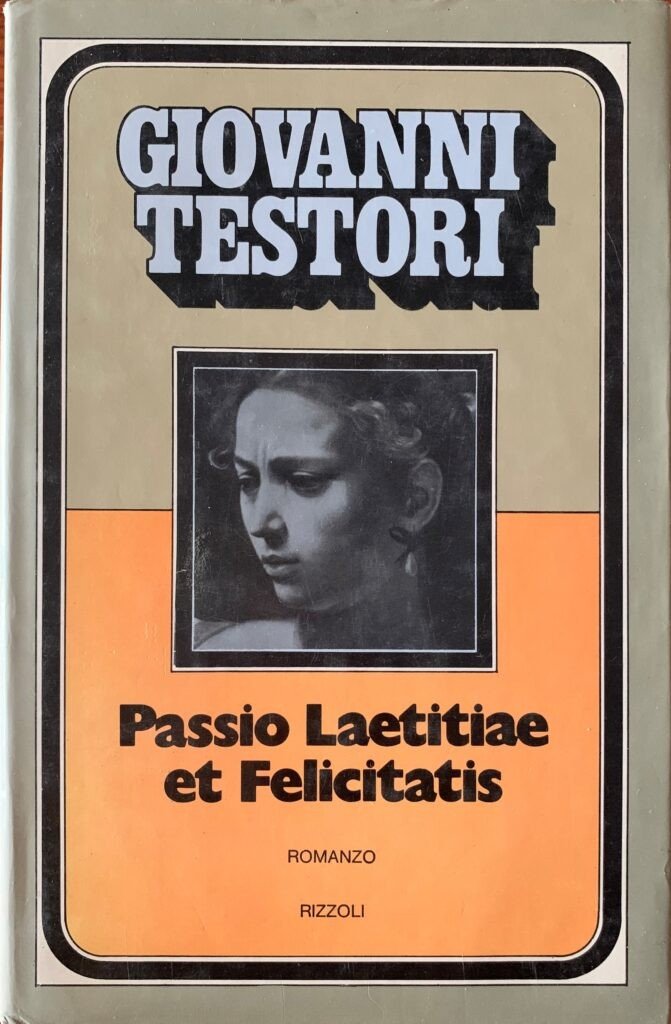 GIOVANNI
TESTORI
Passio Laetitiae
et Felicitatis
ROMANZO
RIZZOLI